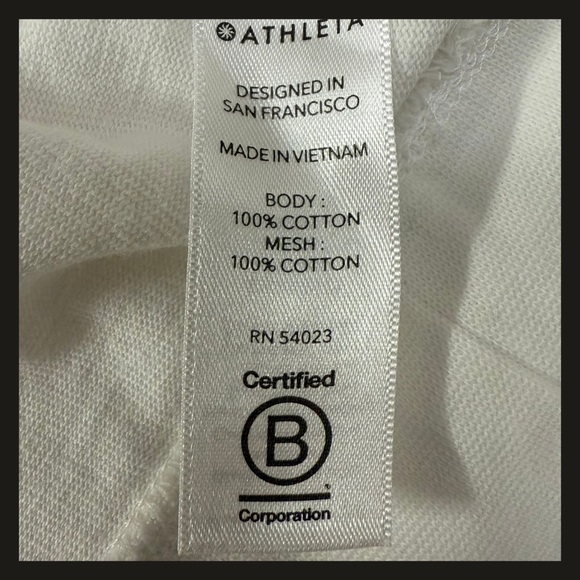 ATHLETA
DESIGNED IN
SAN FRANCISCO
MADE IN VIETNAM
BODY :
100% COTTON
MESH :
100% COTTON
RN 54023
Certified
B
Corporation